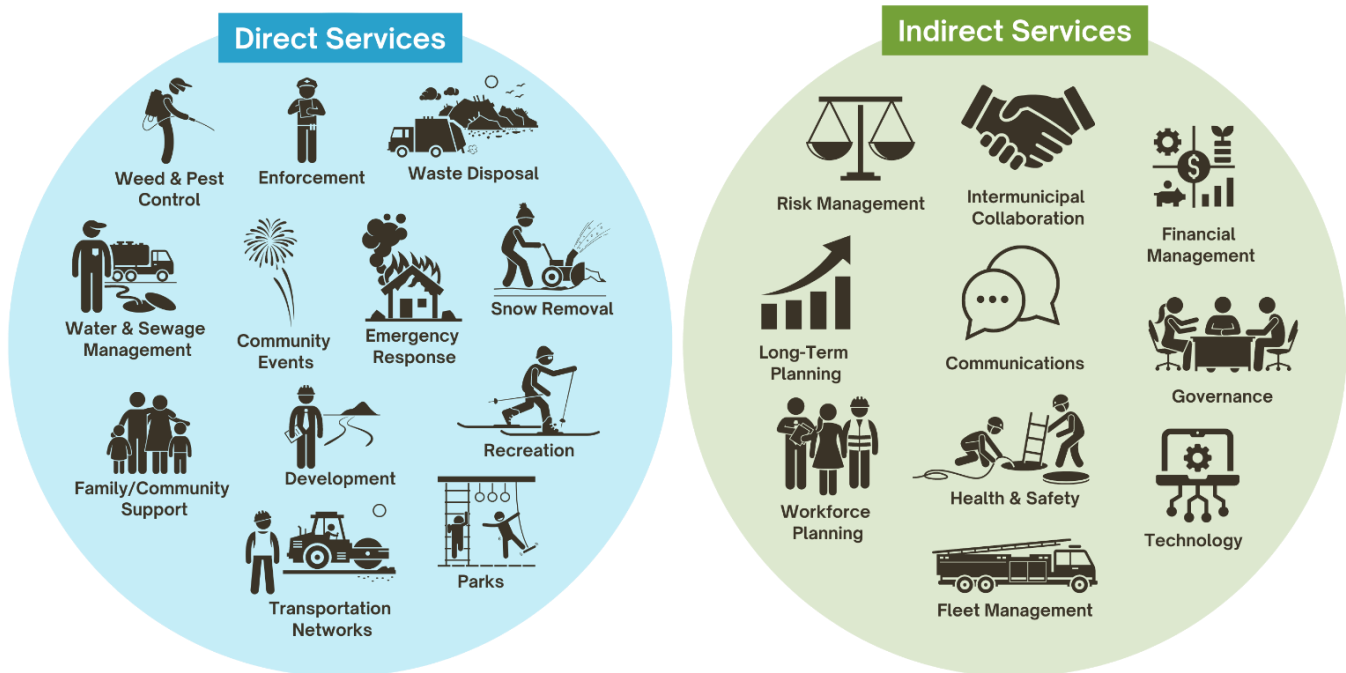 Direct Services
Weed & Pest
Control
Enforcement
Waste Disposal
Water & Sewage
Management
Community
Events
Emergency
Response
Snow Removal
Family/Community
Support
Development
Recreation
Transportation
Networks
Parks
Indirect Services
Risk Management
Intermunicipal
Collaboration
$
Financial
Management
Long-Term
Planning
Communications
Governance
Workforce
Planning
Health & Safety
Technology
Fleet Management